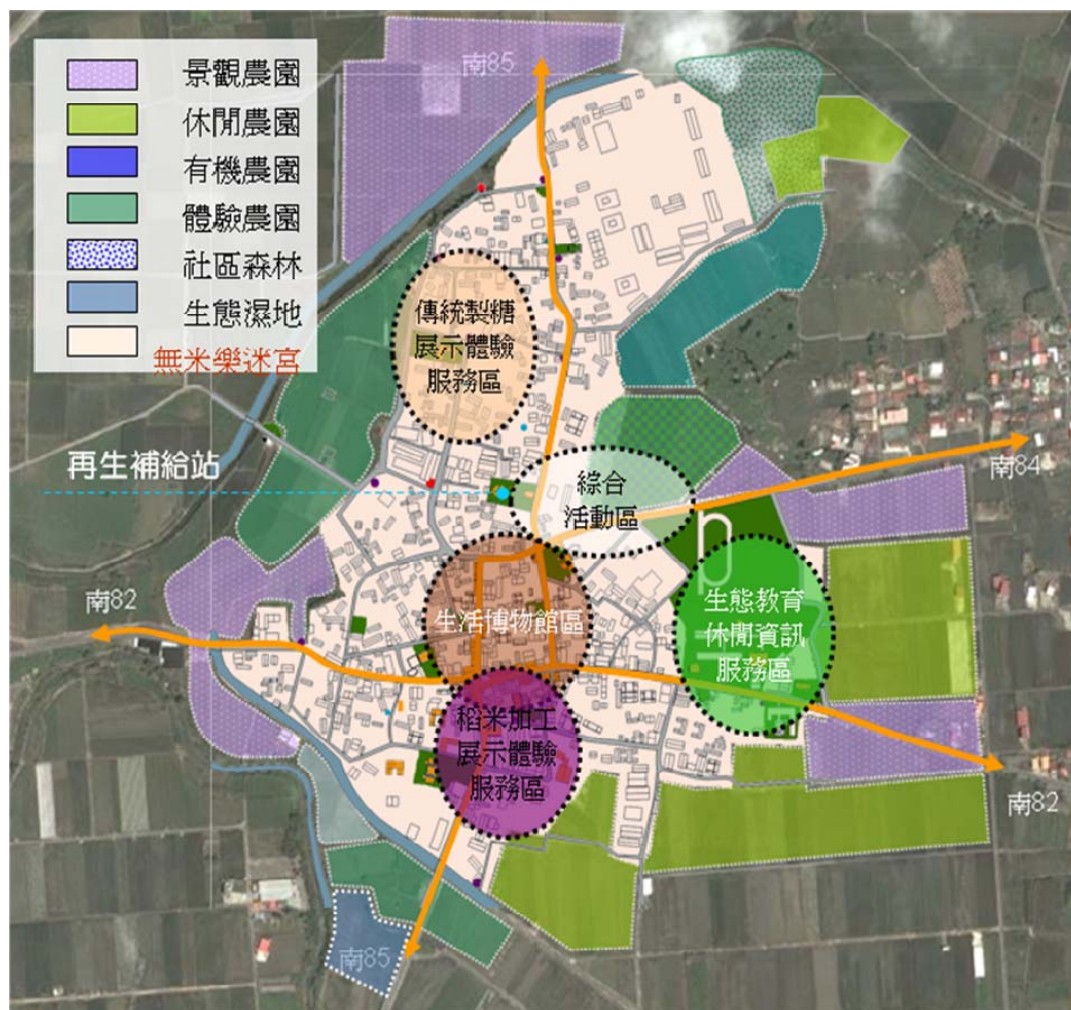 景觀農園
休閒農園
有機農園
體驗農園
社區森林
生態濕地
無米樂迷宮
南85
傳統製糖
展示體驗
服務區
再生補給站
綜合
活動區
南84
生活博物館區
生態教育
休閒資訊
服務區
南82
稻米加工
展示體驗
服務區
南82
南85